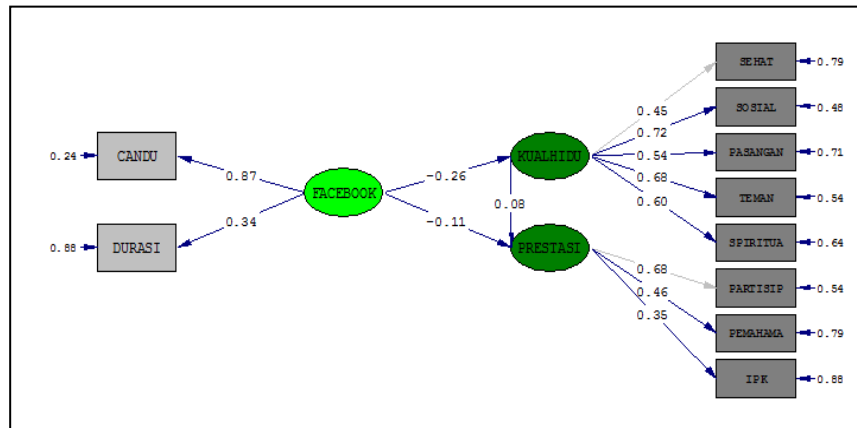 SEHAT
0.79
0.45
SOSIAL
0.48
0.72
0.24
CANDU
KUALHIDU
0.54
PASANGAN
0.71
0.87
-0.26
0.68
TEMAN
0.54
FACEBOOK
0.60
0.08
0.34
-0.11
0.88
DURASI
PRESTASI
SPIRITUA
0.64
0.68
PARTISIP
0.54
0.46
0.35
PEMAHAMA
0.79
IPK
0.88